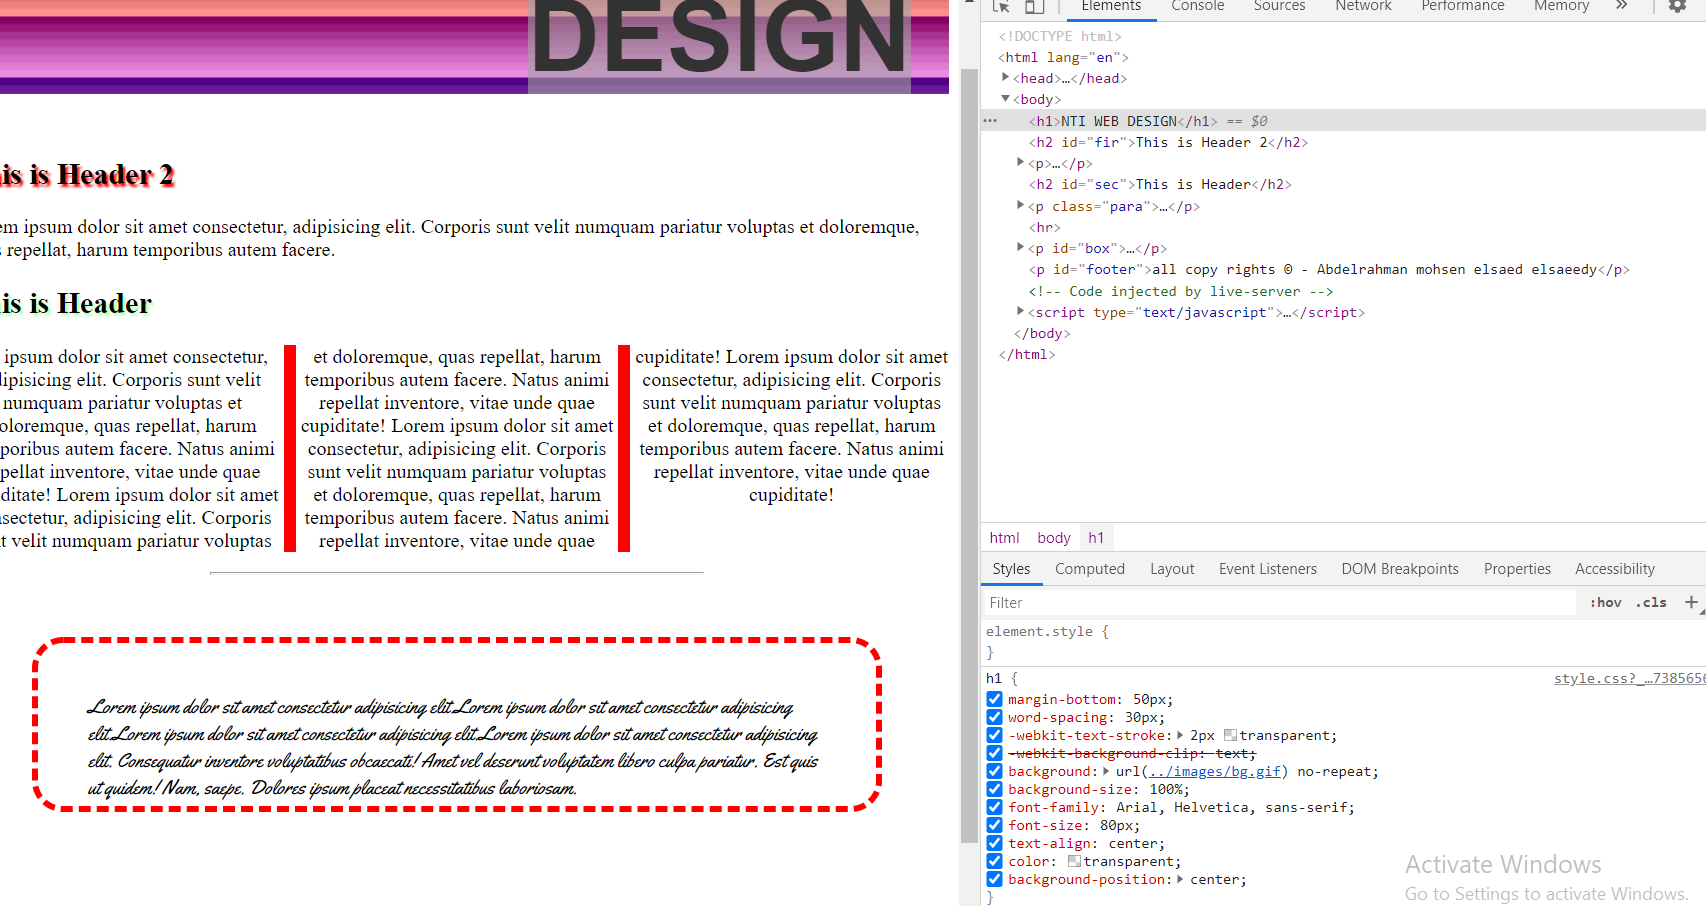 DESIGN
is is Header 2
em ipsum dolor sit amet consectetur, adipisicing elit. Corporis sunt velit numquam pariatur voluptas et doloremque,
s repellat, harum temporibus autem facere.
is is Header
ipsum dolor sit amet consectetur,
lipisicing elit. Corporis sunt velit
numquam pariatur voluptas et
oloremque, quas repellat, harum
poribus autem facere. Natus animi
pellat inventore, vitae unde quae
ditate! Lorem ipsum dolor sit amet
nsectetur, adipisicing elit. Corporis
t velit numquam pariatur voluptas
et doloremque, quas repellat, harum
temporibus autem facere. Natus animi
repellat inventore, vitae unde quae
cupiditate! Lorem ipsum dolor sit amet
consectetur, adipisicing elit. Corporis
sunt velit numquam pariatur voluptas
et doloremque, quas repellat, harum
temporibus autem facere. Natus animi
repellat inventore, vitae unde quae
cupiditate! Lorem ipsum dolor sit amet
consectetur, adipisicing elit. Corporis
sunt velit numquam pariatur voluptas
et doloremque, quas repellat, harum
temporibus autem facere. Natus animi
repellat inventore, vitae unde quae
cupiditate!
Lorem ipsum dolor sit amet consectetur adipisicing elit.Lorem ipsum dolor sit amet consectetur adipisicing
elit.Lorem ipsum dolor sit amet consectetur adipisicing elit.Lorem ipsum dolor sit amet consectetur adipisicing
elit. Consequatur inventore voluptatibus obcaecati! Amet vel deserunt voluptatem libero culpa pariatur. Est quis
ut quidem! Nam, saepe. Dolores ipsum placeat necessitatibus laboriosam.
Elements Console Sources Network Performance Memory »
<!DOCTYPE html>
<html lang="en">
<head>…</head>
<body>
<h1>NTI WEB DESIGN</h1> == $0
<h2 id="fir">This is Header 2</h2>
<p>…</p>
<h2 id="sec">This is Header</h2>
<p class="para">…</p>
<hr>
<p id="box">…</p>
<p id="footer">all copy rights © - Abdelrahman mohsen elsaed elsaeedy</p>
<!-- Code injected by live-server -->
<script type="text/javascript">…</script>
</body>
</html>
html body h1
Styles Computed Layout Event Listeners DOM Breakpoints Properties Accessibility
Filter :hov .cls +
element.style {
}
h1 { style.css?_…7385656
margin-bottom: 50px;
word-spacing: 30px;
-webkit-text-stroke: 2px transparent;
-webkit-background-clip: text;
background: url(../images/bg.gif) no-repeat;
background-size: 100%;
font-family: Arial, Helvetica, sans-serif;
font-size: 80px;
text-align: center;
color: transparent;
background-position: center;
}
Activate Windows
Go to Settings to activate Windows.